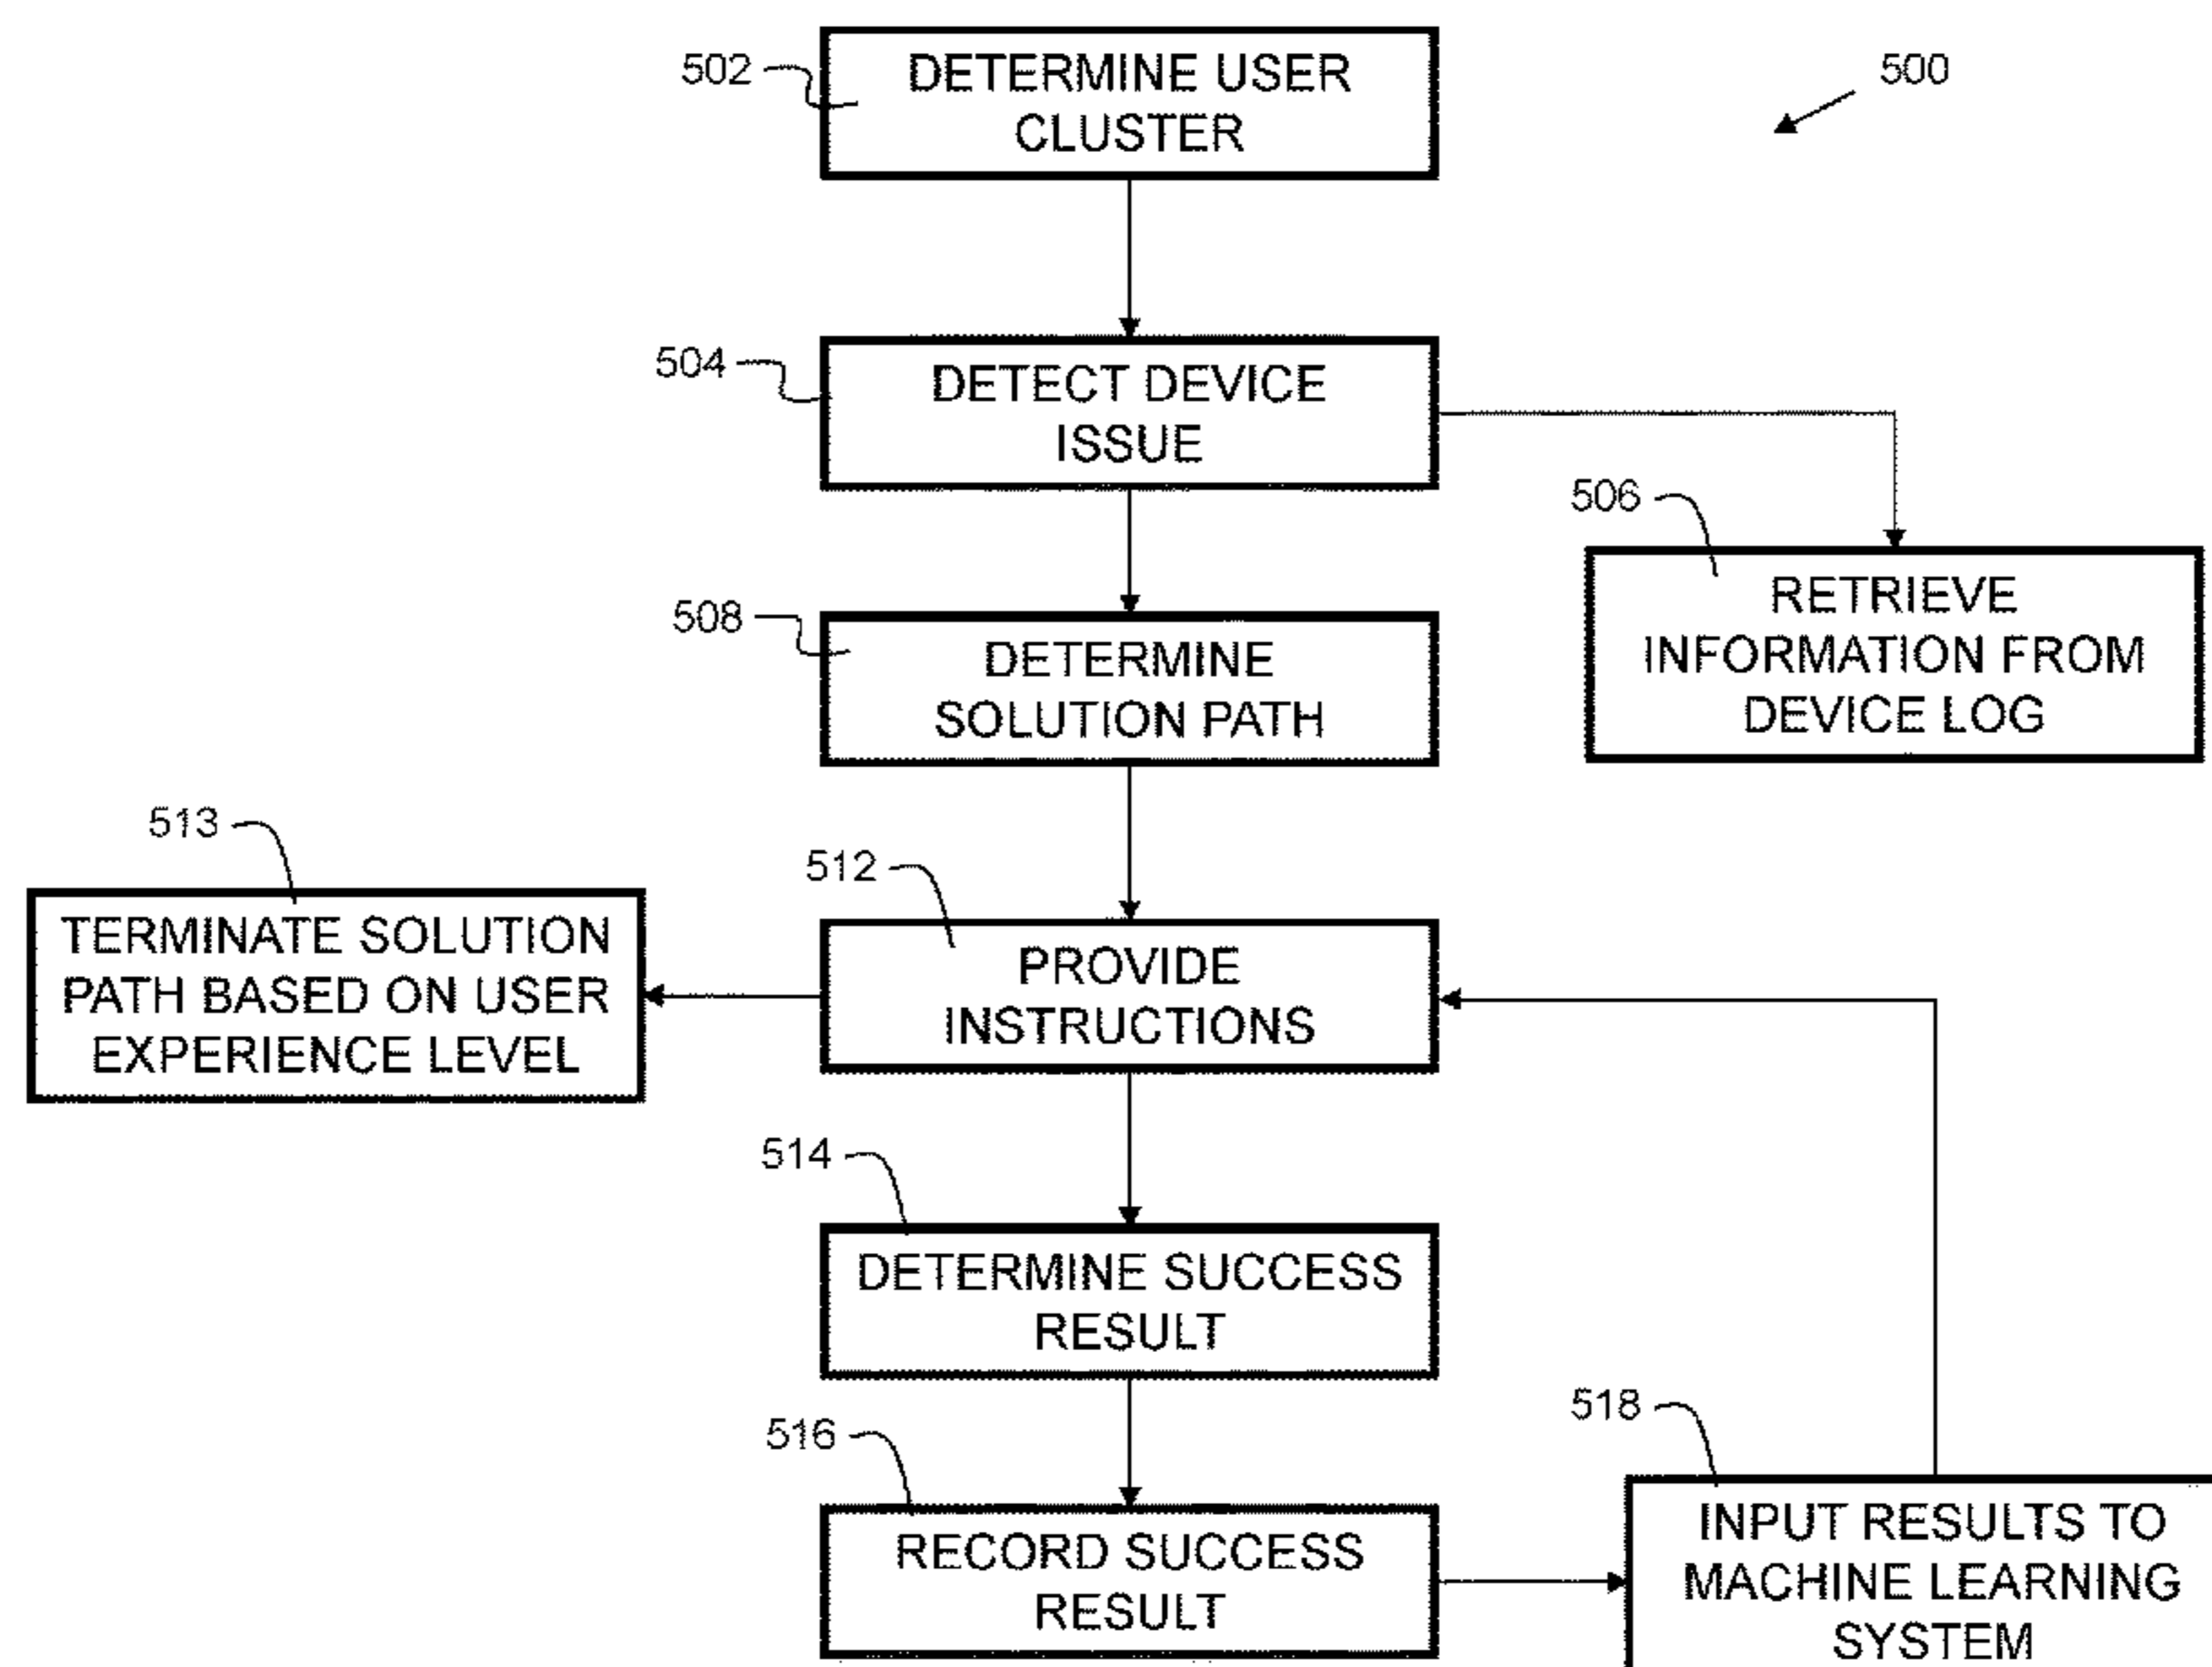 502
DETERMINE USER
CLUSTER
500
504
DETECT DEVICE
ISSUE
506
RETRIEVE
INFORMATION FROM
DEVICE LOG
508
DETERMINE
SOLUTION PATH
513
TERMINATE SOLUTION
PATH BASED ON USER
EXPERIENCE LEVEL
512
PROVIDE
INSTRUCTIONS
514
DETERMINE SUCCESS
RESULT
516
RECORD SUCCESS
RESULT
518
INPUT RESULTS TO
MACHINE LEARNING
SYSTEM